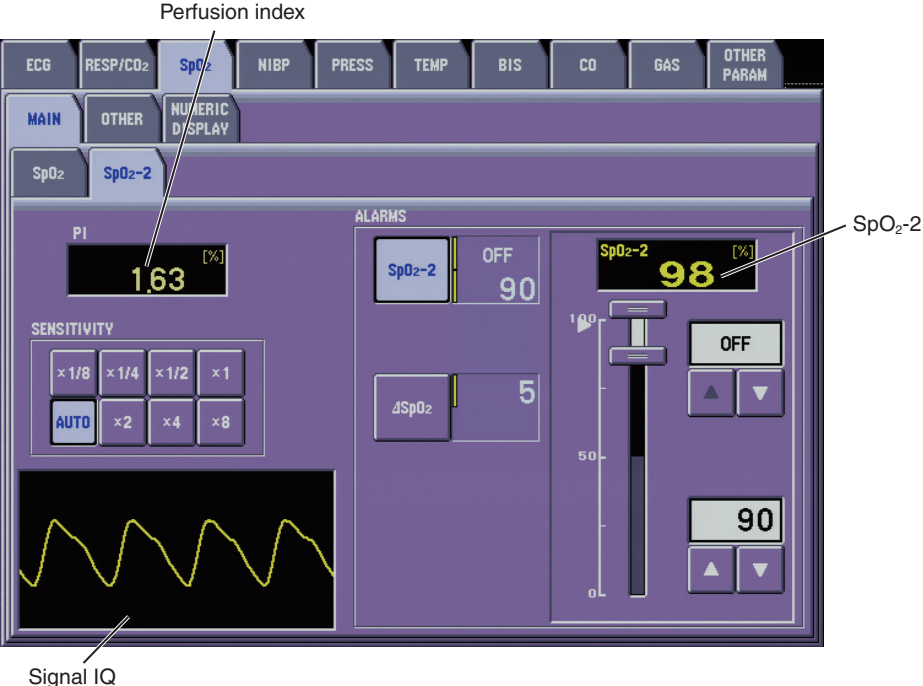 Perfusion index
ECG
RESP/CO₂
SpO₂
NIBP
PRESS
TEMP
BIS
CO
GAS
OTHER
PARAM
MAIN
OTHER
NUMERIC
DISPLAY
SpO₂
SpO₂-2
PI
[%]
1.63
SENSITIVITY
×1/8
×1/4
×1/2
×1
AUTO
×2
×4
×8
ALARMS
SpO₂-2
OFF
90
ΔSpO₂
5
SpO₂-2
[%]
98
100
50
0
OFF
90
SpO₂-2
Signal IQ